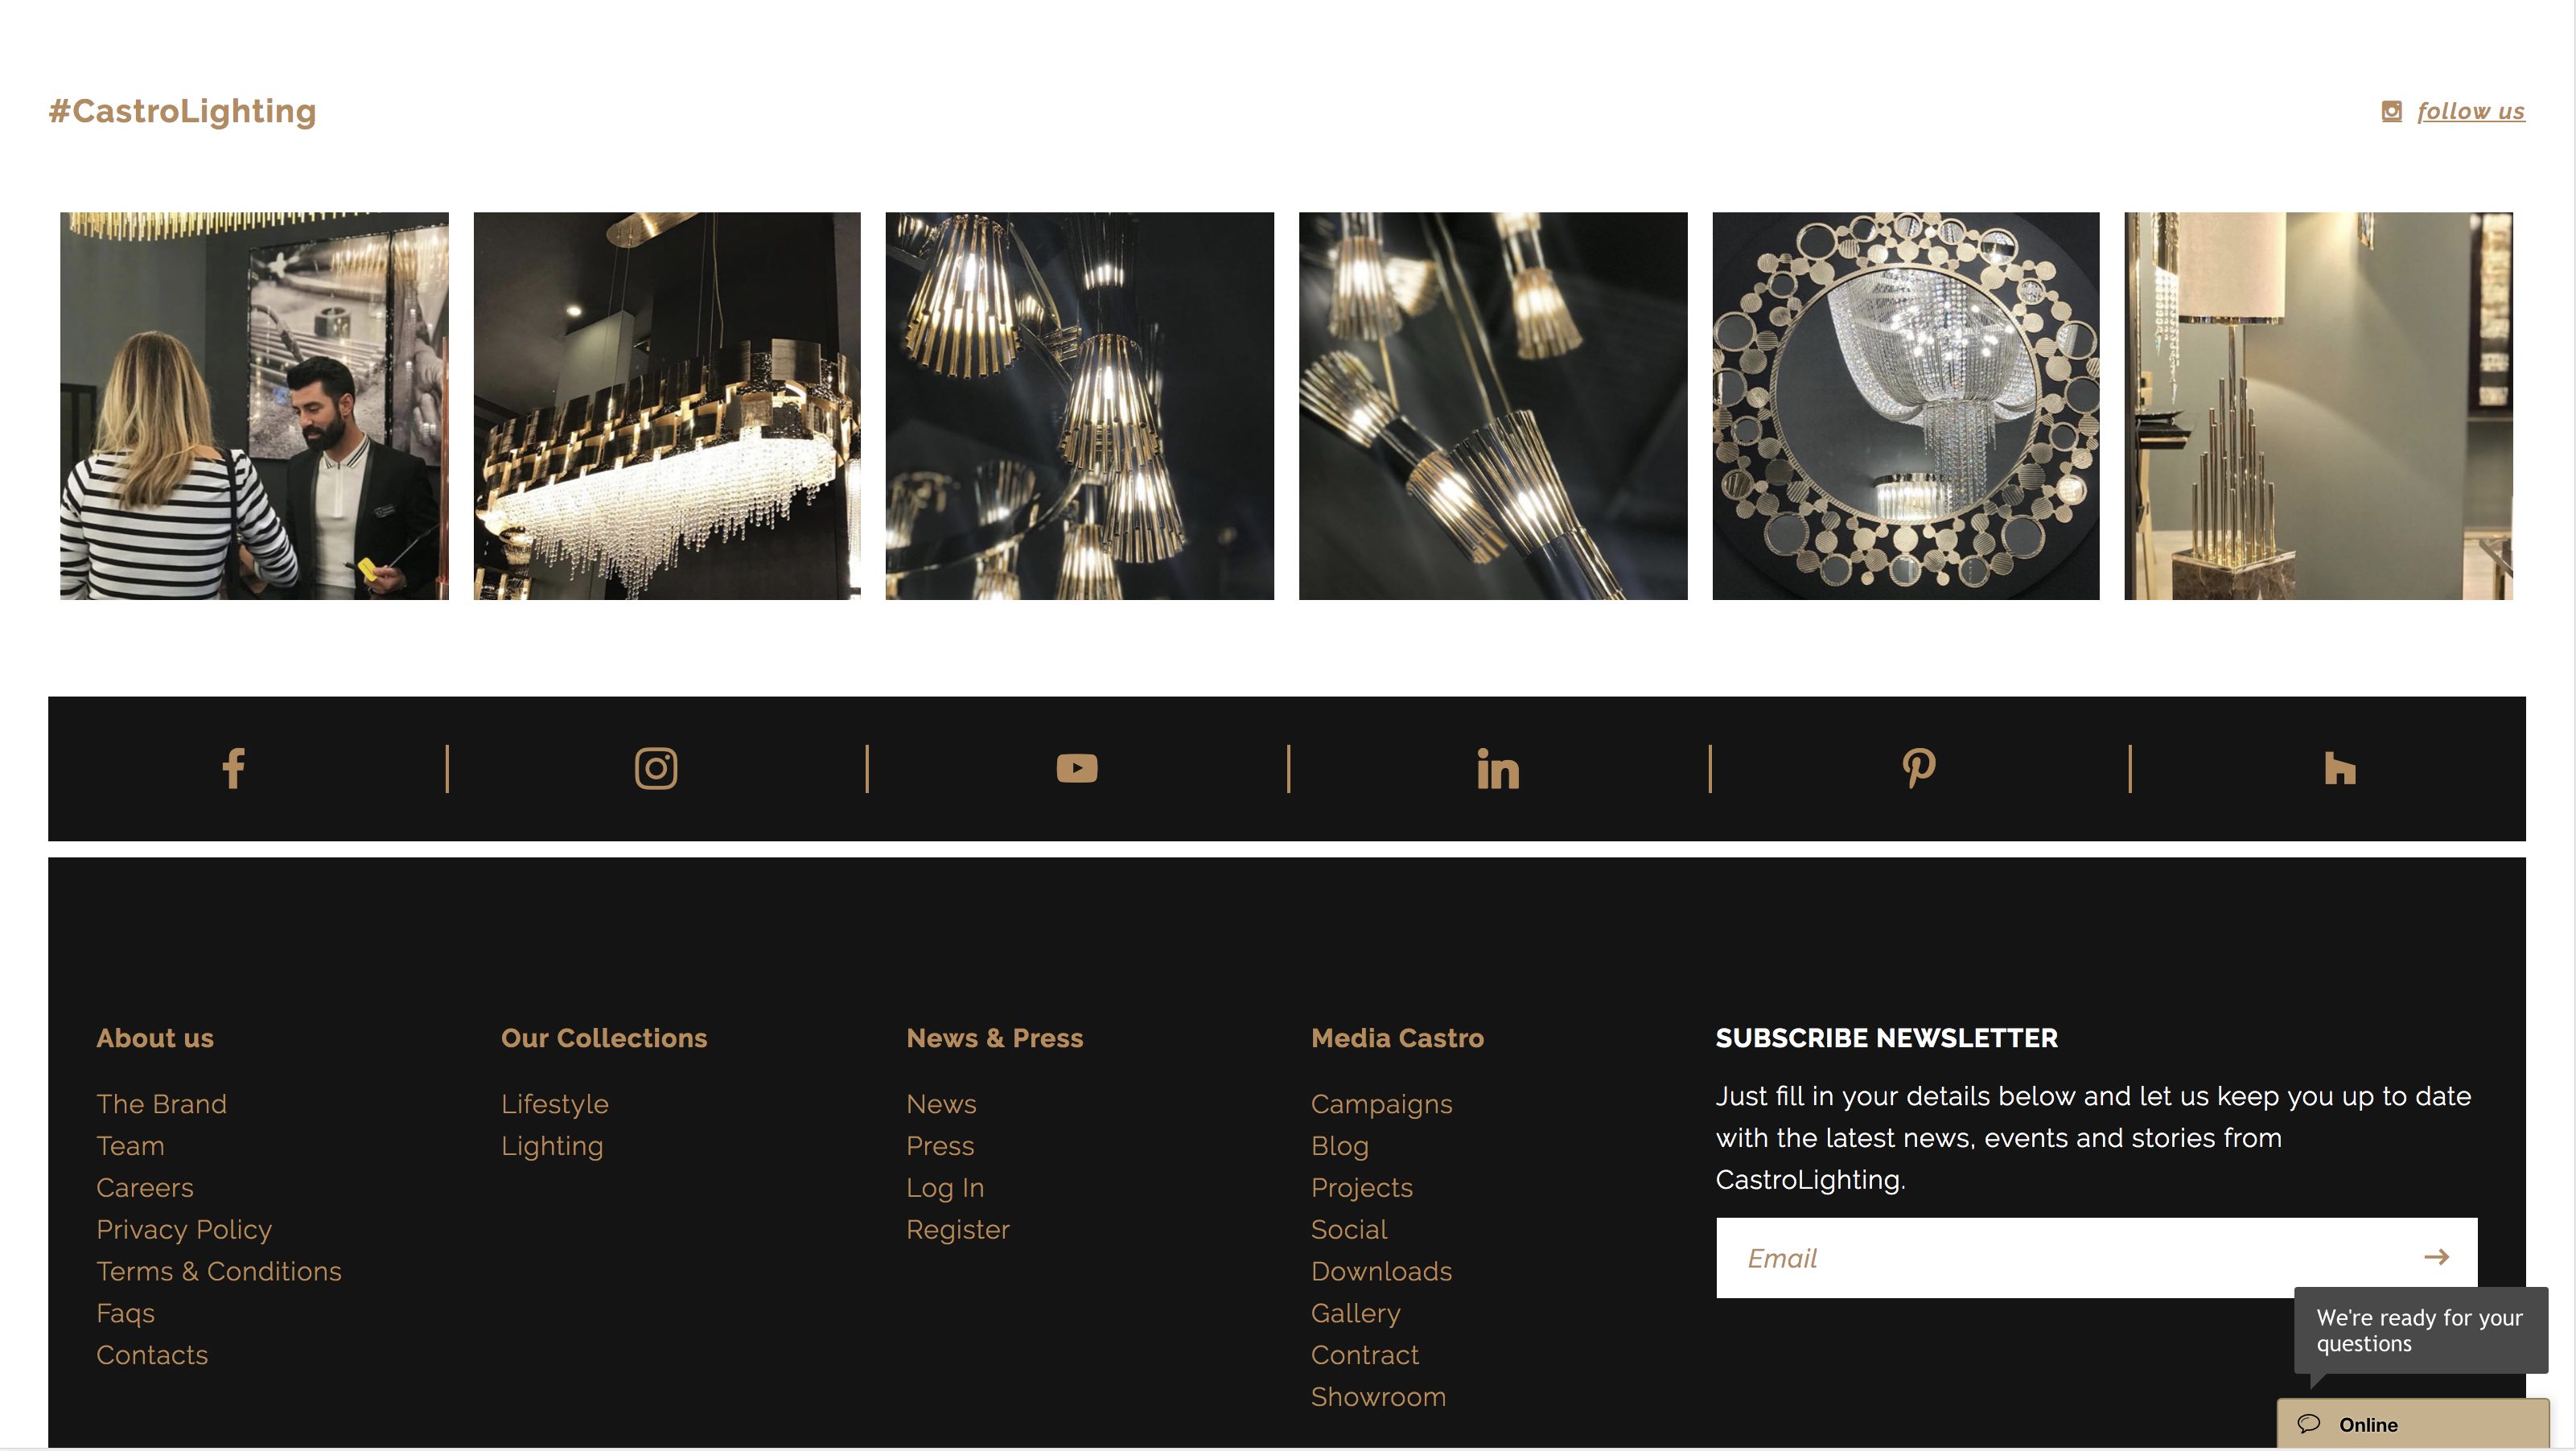 #CastroLighting
follow us
About us
The Brand
Team
Careers
Privacy Policy
Terms & Conditions
Faqs
Contacts
Our Collections
Lifestyle
Lighting
News & Press
News
Press
Log In
Register
Media Castro
Campaigns
Blog
Projects
Social
Downloads
Gallery
Contract
Showroom
SUBSCRIBE NEWSLETTER
Just fill in your details below and let us keep you up to date
with the latest news, events and stories from
CastroLighting.
Email
We're ready for your
questions
Online